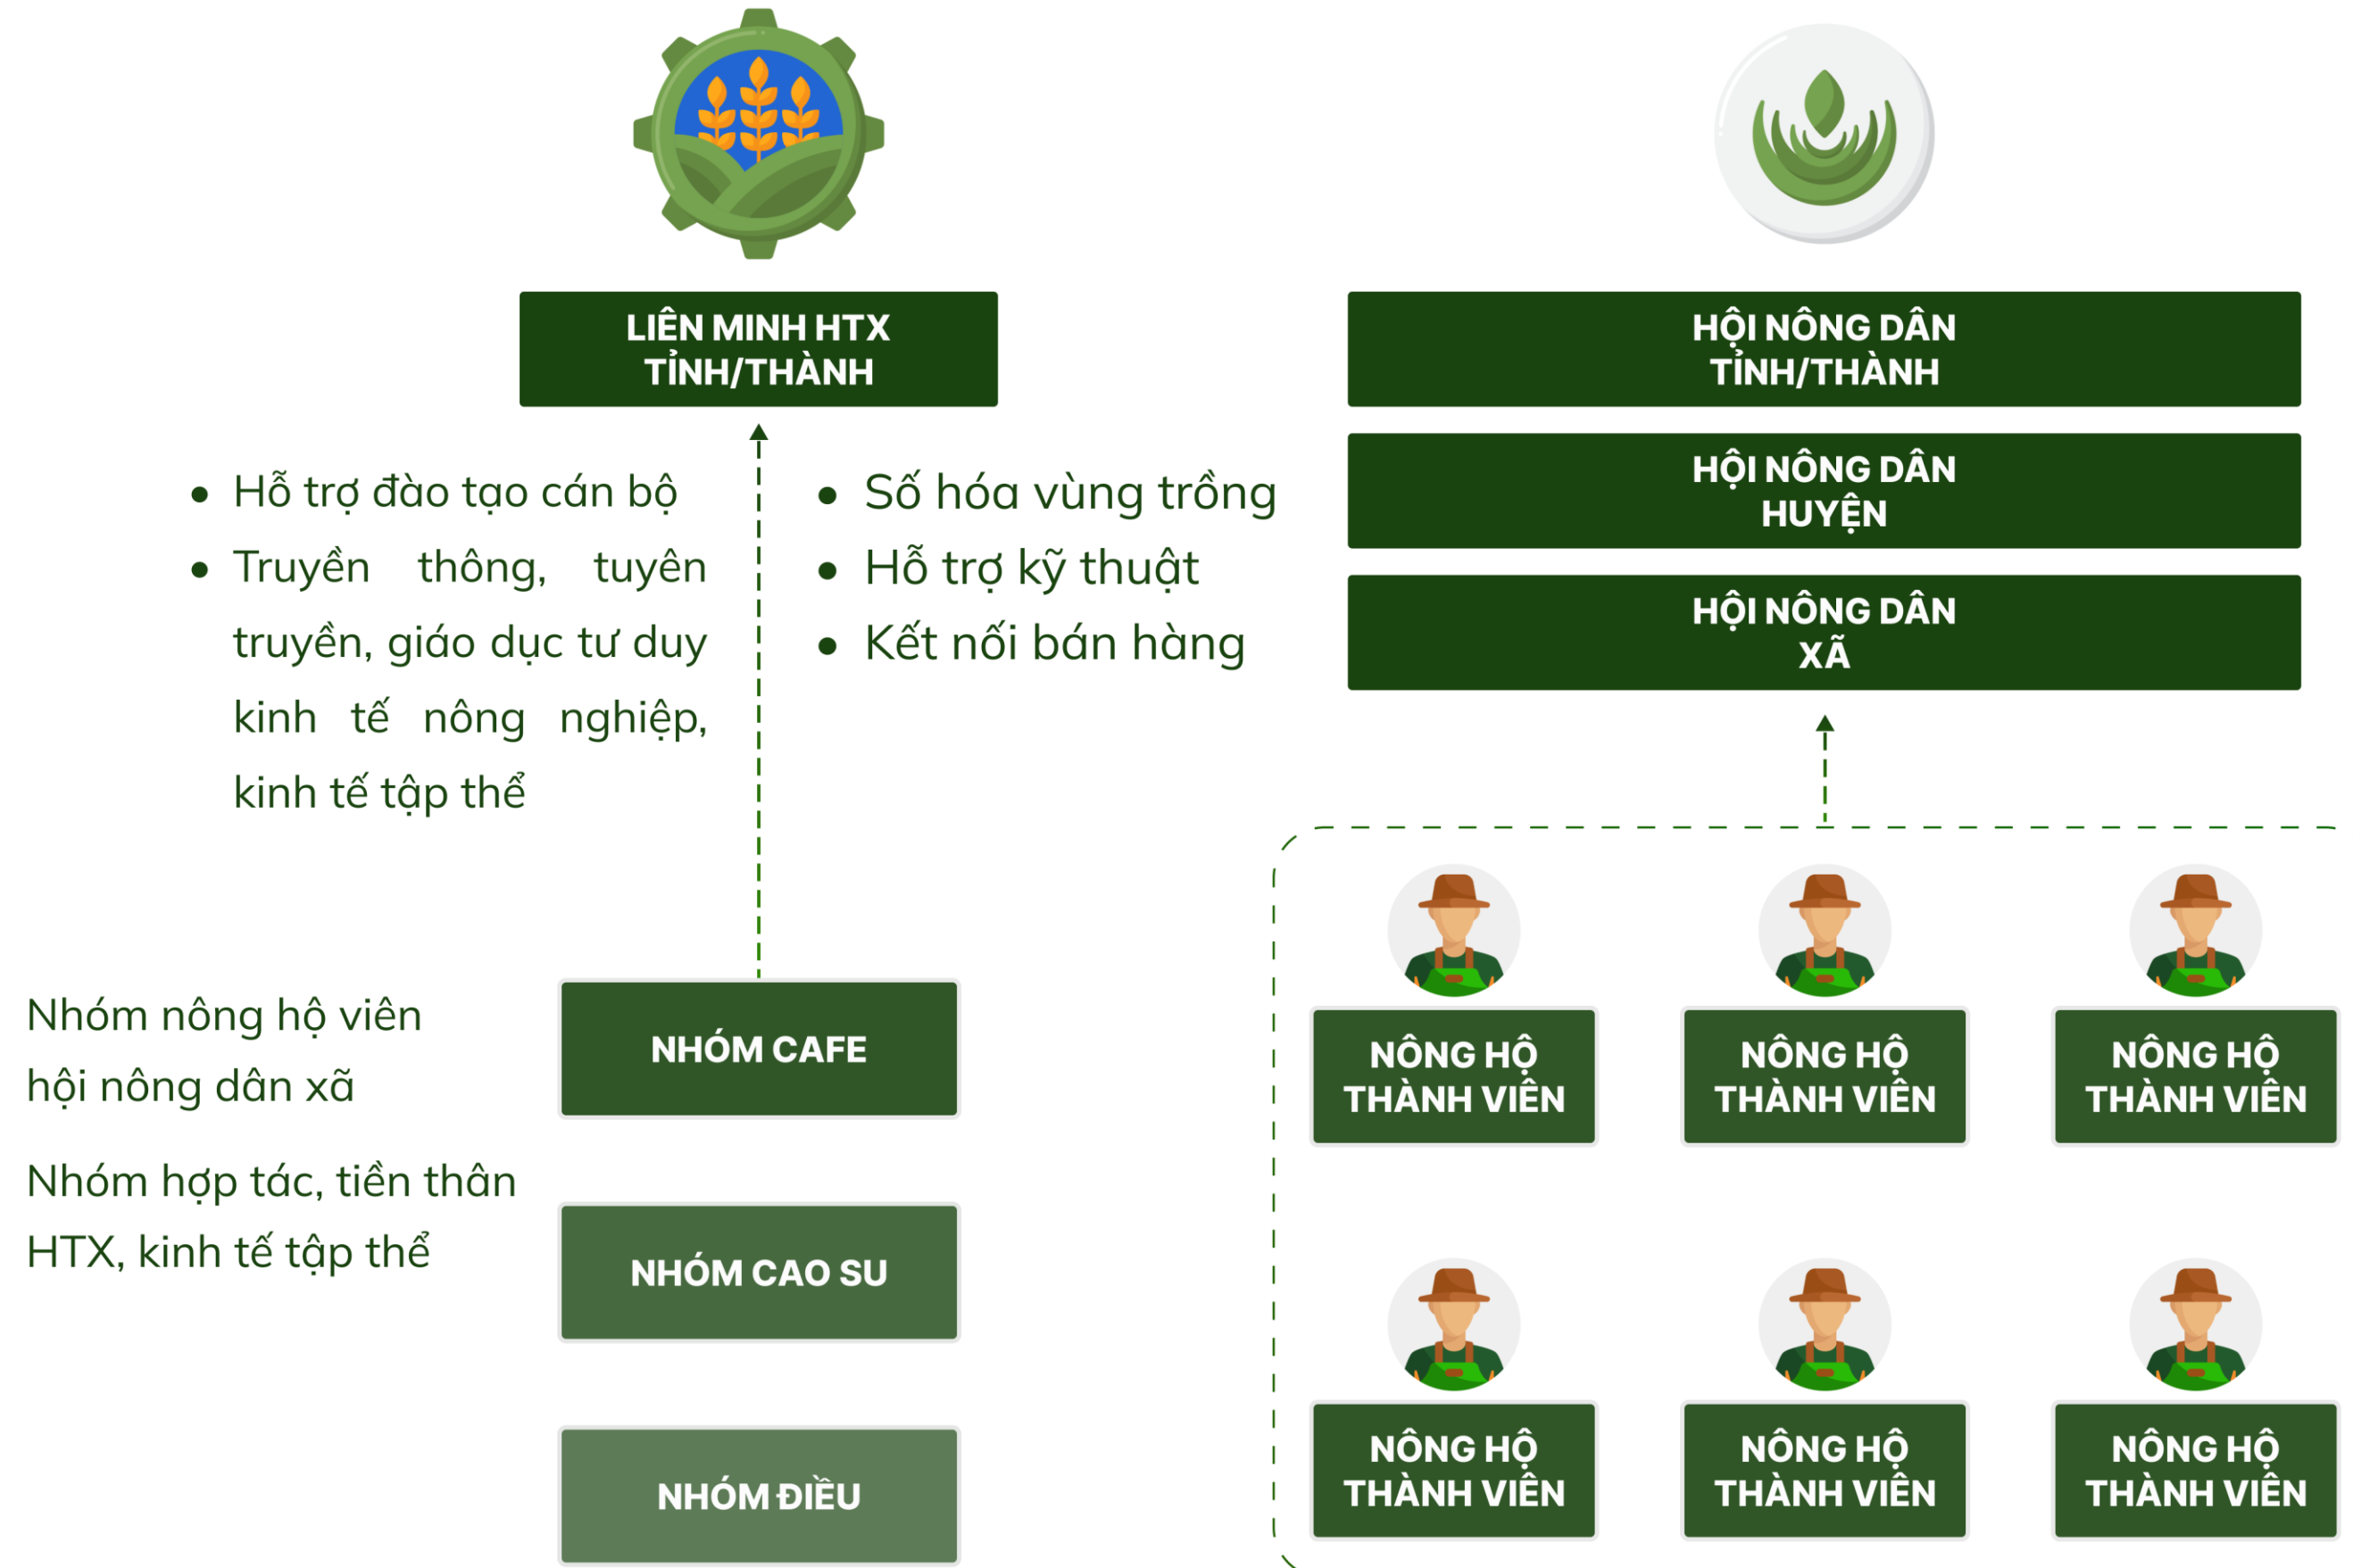 LIÊN MINH HTX
TỈNH/THÀNH
Hỗ trợ đào tạo cán bộ
Truyền thông, tuyên
truyền, giáo dục tư duy
kinh tế nông nghiệp,
kinh tế tập thể
Số hóa vùng trồng
Hỗ trợ kỹ thuật
Kết nối bán hàng
Nhóm nông hộ viên
hội nông dân xã
Nhóm hợp tác, tiền thân
HTX, kinh tế tập thể
NHÓM CAFE
NHÓM CAO SU
NHÓM ĐIỀU
HỘI NÔNG DÂN
TỈNH/THÀNH
HỘI NÔNG DÂN
HUYỆN
HỘI NÔNG DÂN
XÃ
NÔNG HỘ
THÀNH VIÊN
NÔNG HỘ
THÀNH VIÊN
NÔNG HỘ
THÀNH VIÊN
NÔNG HỘ
THÀNH VIÊN
NÔNG HỘ
THÀNH VIÊN
NÔNG HỘ
THÀNH VIÊN